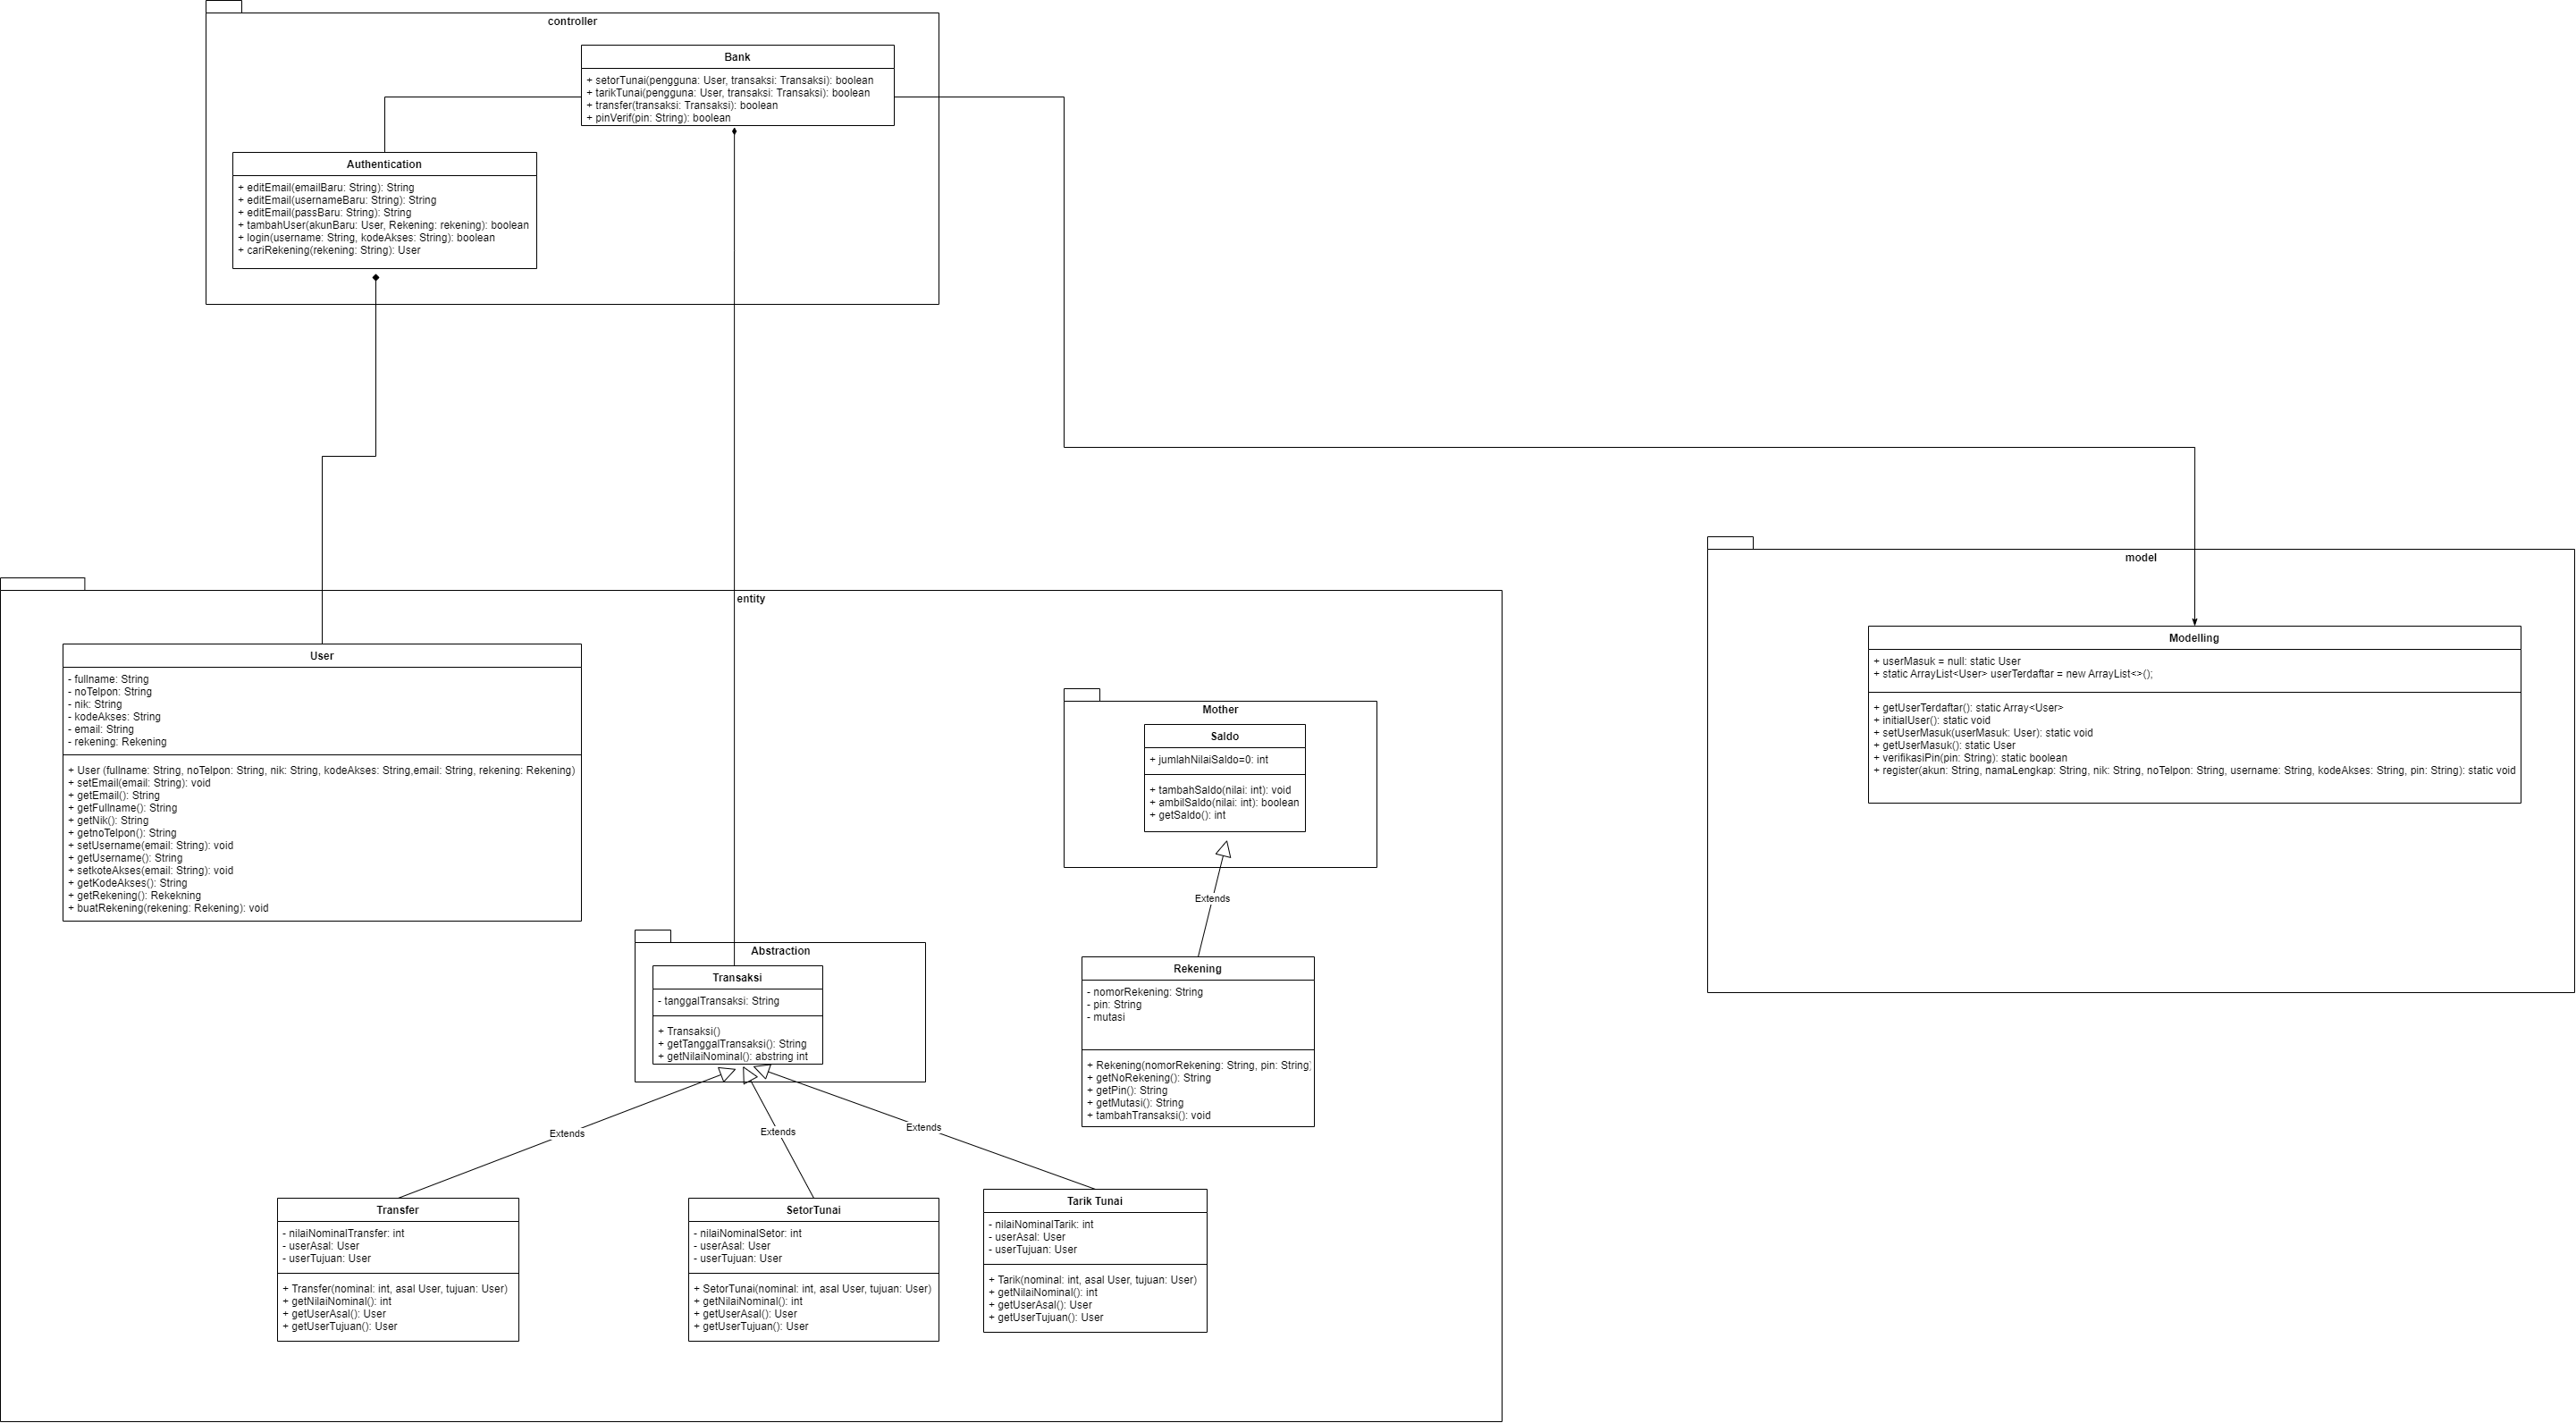 controller
Bank
+ setorTunai(pengguna: User, transaksi: Transaksi): boolean
+ tarikTunai(pengguna: User, transaksi: Transaksi): boolean
+ transfer(transaksi: Transaksi): boolean
+ pinVerif(pin: String): boolean
Authentication
+ editEmail(emailBaru: String): String
+ editEmail(usernameBaru: String): String
+ editEmail(passBaru: String): String
+ tambahUser(akunBaru: User, Rekening: rekening): boolean
+ login(username: String, kodeAkses: String): boolean
+ cariRekening(rekening: String): User
entity
User
- fullname: String
- noTelpon: String
- nik: String
- kodeAkses: String
- email: String
- rekening: Rekening
+ User (fullname: String, noTelpon: String, nik: String, kodeAkses: String,email: String, rekening: Rekening)
+ setEmail(email: String): void
+ getEmail(): String
+ getFullname(): String
+ getNik(): String
+ getnoTelpon(): String
+ setUsername(email: String): void
+ getUsername(): String
+ setkoteAkses(email: String): void
+ getKodeAkses(): String
+ getRekening(): Rekekning
+ buatRekening(rekening: Rekening): void
Mother
Saldo
+ jumlahNilaiSaldo=0: int
+ tambahSaldo(nilai: int): void
+ ambilSaldo(nilai: int): boolean
+ getSaldo(): int
Extends
Rekening
- nomorRekening: String
- pin: String
- mutasi
+ Rekening(nomorRekening: String, pin: String)
+ getNoRekening(): String
+ getPin(): String
+ getMutasi(): String
+ tambahTransaksi(): void
Abstraction
Transaksi
- tanggalTransaksi: String
+ Transaksi()
+ getTanggalTransaksi(): String
+ getNilaiNominal(): abstring int
Extends
Extends
Extends
Transfer
- nilaiNominalTransfer: int
- userAsal: User
- userTujuan: User
+ Transfer(nominal: int, asal User, tujuan: User)
+ getNilaiNominal(): int
+ getUserAsal(): User
+ getUserTujuan(): User
SetorTunai
- nilaiNominalSetor: int
- userAsal: User
- userTujuan: User
+ SetorTunai(nominal: int, asal User, tujuan: User)
+ getNilaiNominal(): int
+ getUserAsal(): User
+ getUserTujuan(): User
Tarik Tunai
- nilaiNominalTarik: int
- userAsal: User
- userTujuan: User
+ Tarik(nominal: int, asal User, tujuan: User)
+ getNilaiNominal(): int
+ getUserAsal(): User
+ getUserTujuan(): User
model
Modelling
+ userMasuk = null: static User
+ static ArrayList<User> userTerdaftar = new ArrayList<>();
+ getUserTerdaftar(): static Array<User>
+ initialUser(): static void
+ setUserMasuk(userMasuk: User): static void
+ getUserMasuk(): static User
+ verifikasiPin(pin: String): static boolean
+ register(akun: String, namaLengkap: String, nik: String, noTelpon: String, username: String, kodeAkses: String, pin: String): static void